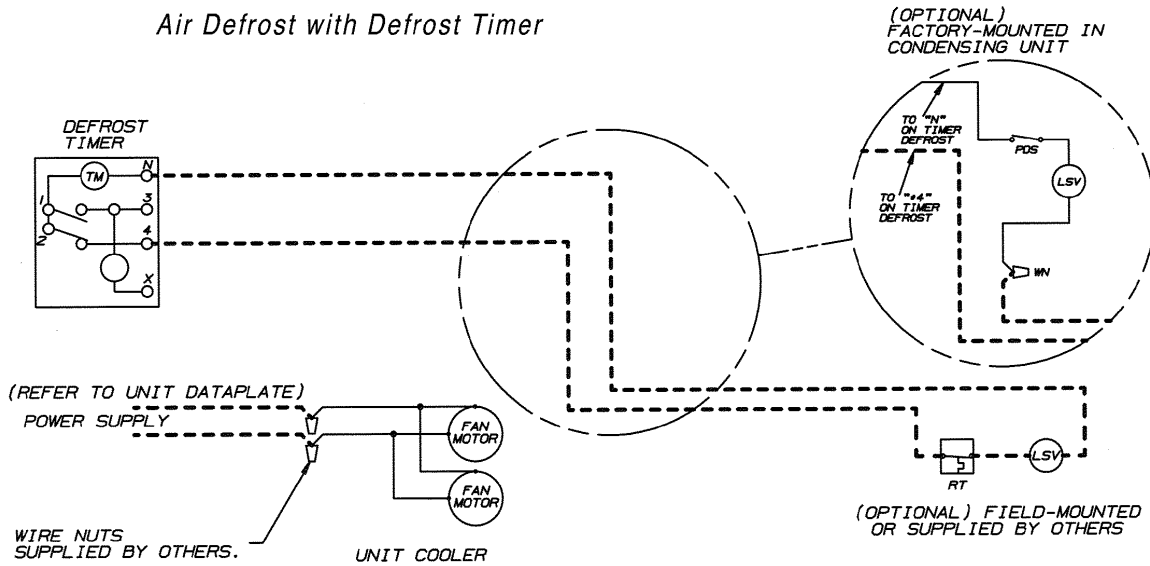 Air Defrost with Defrost Timer
(OPTIONAL)
FACTORY-MOUNTED IN
CONDENSING UNIT
DEFROST
TIMER
TM
N
1
3
2
4
X
TO "N"
ON TIMER
DEFROST
PDS
LSV
TO "#4"
ON TIMER
DEFROST
WN
(REFER TO UNIT DATAPLATE)
POWER SUPPLY
FAN
MOTOR
FAN
MOTOR
WIRE NUTS
SUPPLIED BY OTHERS.
UNIT COOLER
RT
LSV
(OPTIONAL) FIELD-MOUNTED
OR SUPPLIED BY OTHERS